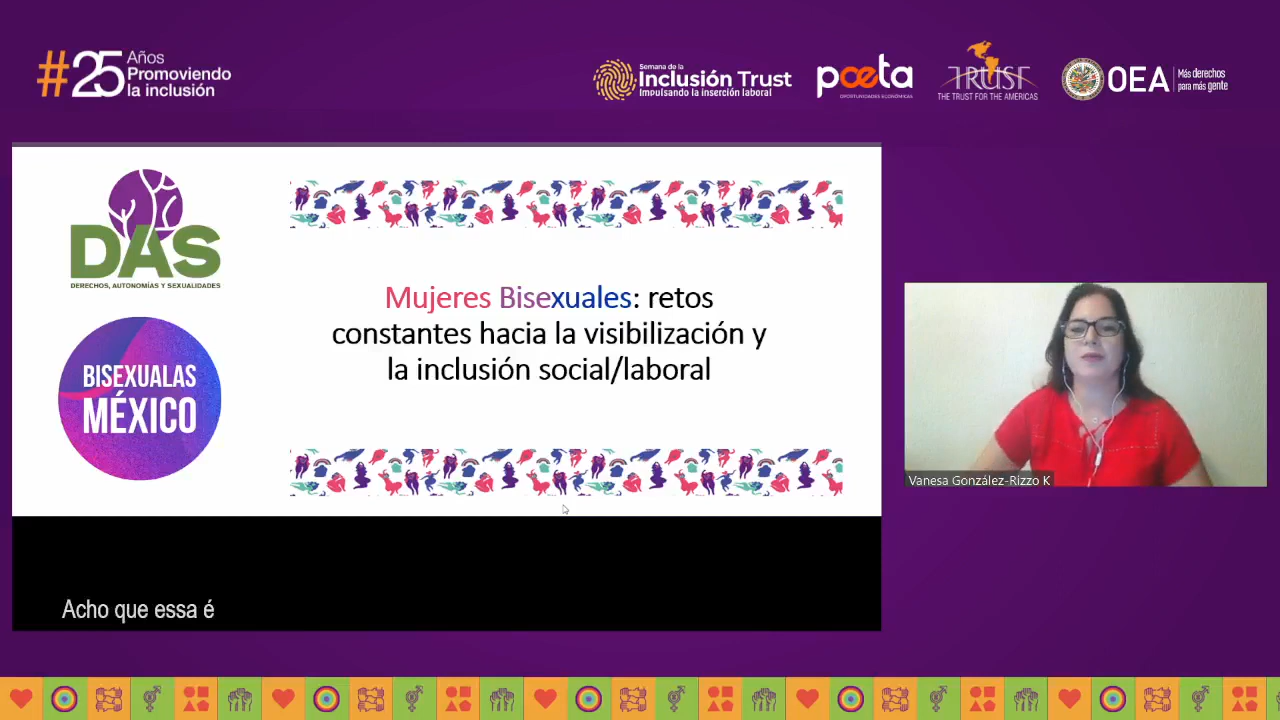 #25 Años
Promoviendo
la inclusión
Semana de la
Inclusión Trust
Impulsando la inserción laboral
poeta
OPORTUNIDADES ECONÓMICAS
TRUST
THE TRUST FOR THE AMERICAS
OEA
Más derechos
para más gente
DAS
DERECHOS, AUTONOMÍAS Y SEXUALIDADES
BISEXUALAS
MÉXICO
Mujeres Bisexuales: retos
constantes hacia la visibilización y
la inclusión social/laboral
Vanesa González-Rizzo K
Acho que essa é